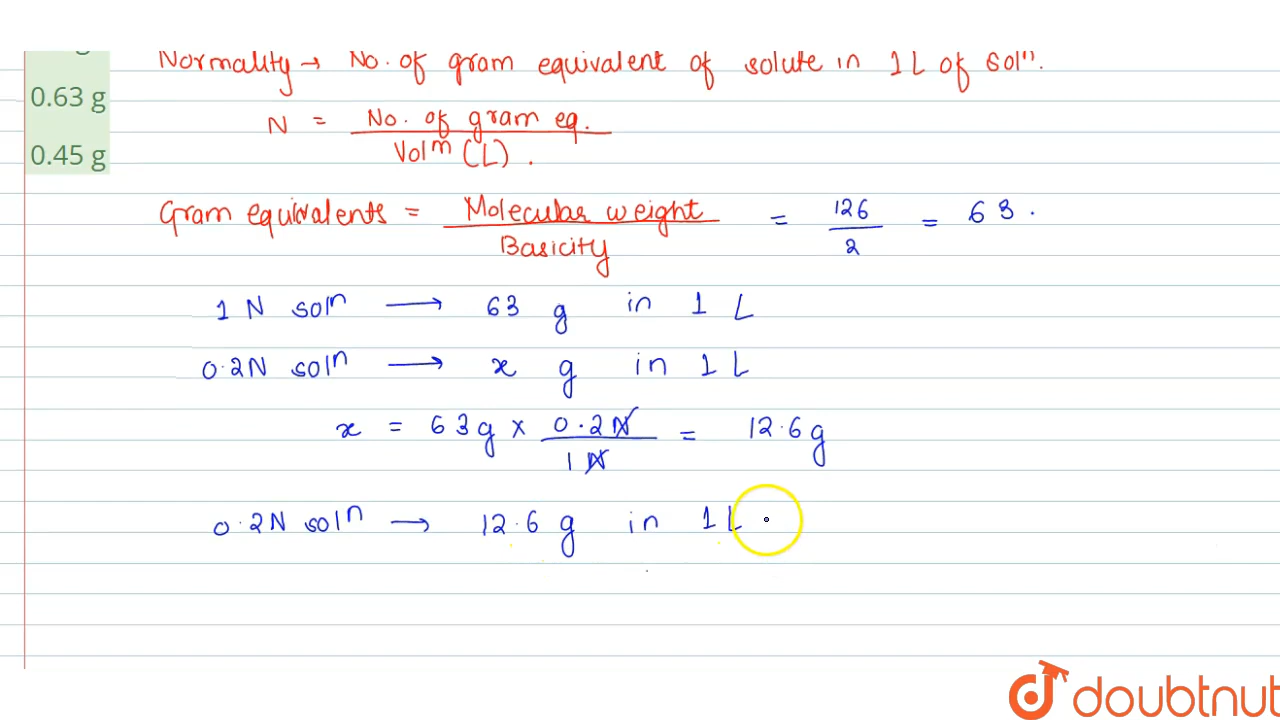 Normality → No. of gram equivalent of solute in 1 L of solⁿ.
0.63 g
N = No. of gram eq. / Volᵐ (L).
0.45 g
Gram equivalents = Molecular weight / Basicity = 126 / 2 = 63.
1 N solⁿ → 63 g in 1 L
0.2N solⁿ → x g in 1 L
x = 63g × 0.2N / 1N = 12.6g
0.2N solⁿ → 12.6 g in 1L
doubtnut